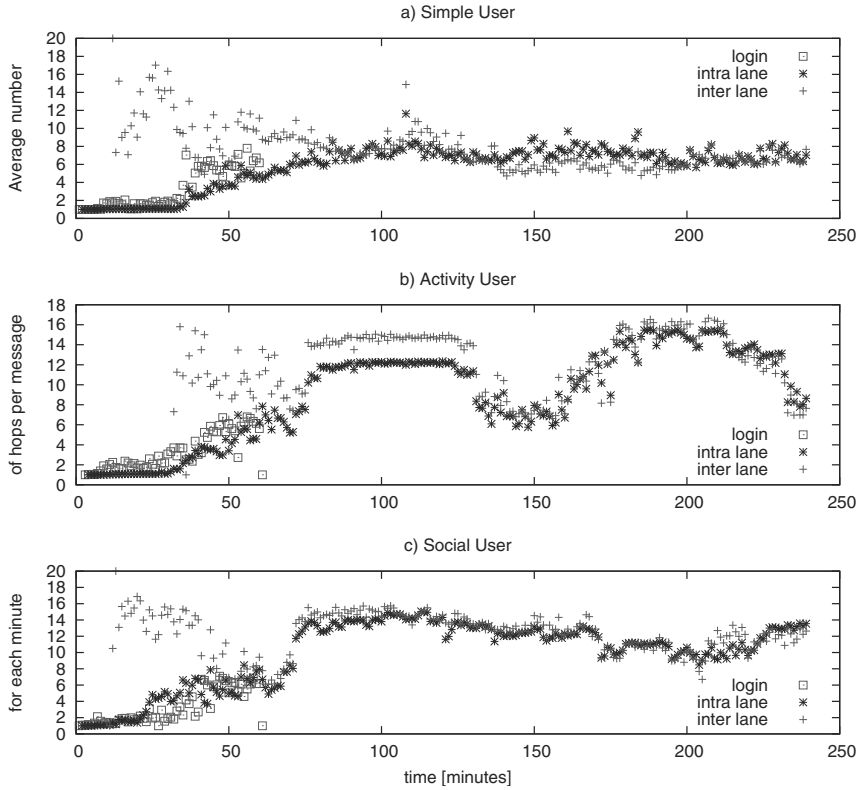 a) Simple User
Average number
20
18
16
14
12
10
8
6
4
2
0
login
intra lane
inter lane
0 50 100 150 200 250
b) Activity User
of hops per message
18
16
14
12
10
8
6
4
2
0
login
intra lane
inter lane
0 50 100 150 200 250
c) Social User
for each minute
20
18
16
14
12
10
8
6
4
2
0
login
intra lane
inter lane
0 50 100 150 200 250
time [minutes]